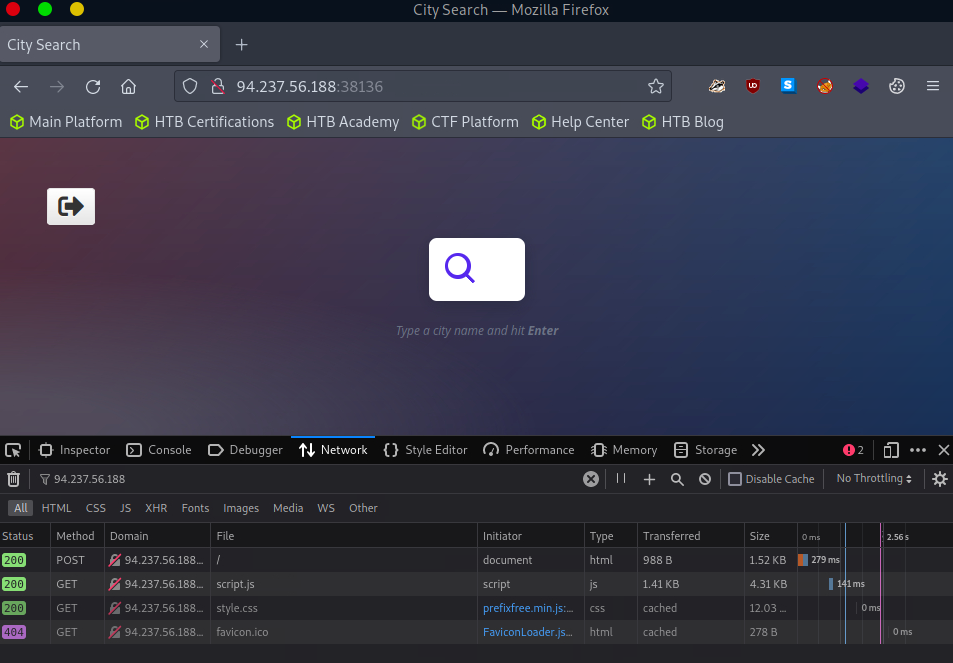 City Search — Mozilla Firefox
City Search
94.237.56.188:38136
Main Platform HTB Certifications HTB Academy CTF Platform Help Center HTB Blog
Type a city name and hit Enter
Inspector Console Debugger Network Style Editor Performance Memory Storage 2
94.237.56.188 Disable Cache No Throttling
All HTML CSS JS XHR Fonts Images Media WS Other
Status Method Domain File Initiator Type Transferred Size 0 ms 2.56 s
200 POST 94.237.56.188... / document html 988 B 1.52 KB 279 ms
200 GET 94.237.56.188... script.js script js 1.41 KB 4.31 KB 141 ms
200 GET 94.237.56.188... style.css prefixfree.min.js:... css cached 12.03 ... 0 ms
404 GET 94.237.56.188... favicon.ico FaviconLoader.js... html cached 278 B 0 ms